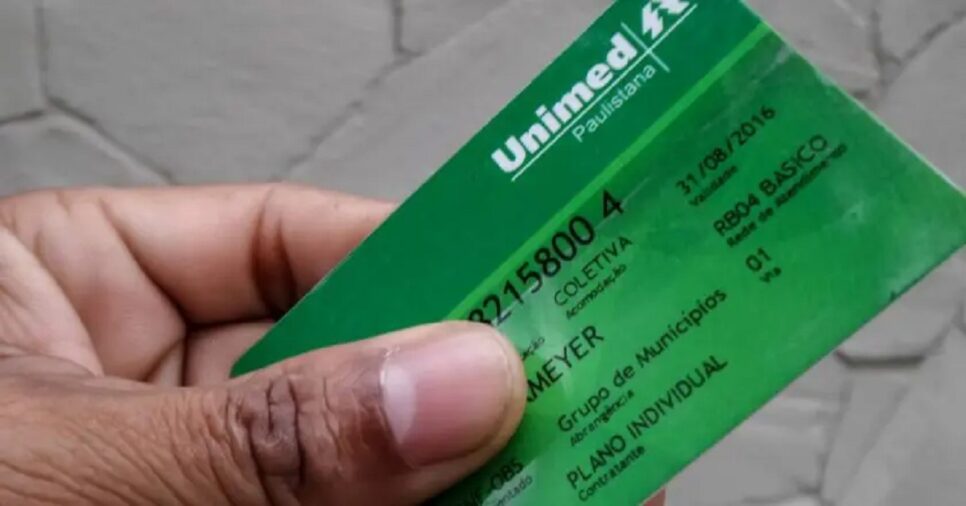 Unimed
Paulistana
8215800 4
31/08/2016
Validade
COLETIVA
Acomodação
RB04 BASICO
Rede de Atendimento
MEYER
Grupo de Municipios
Abrangência
01
Via
PLANO INDIVIDUAL
Contratante